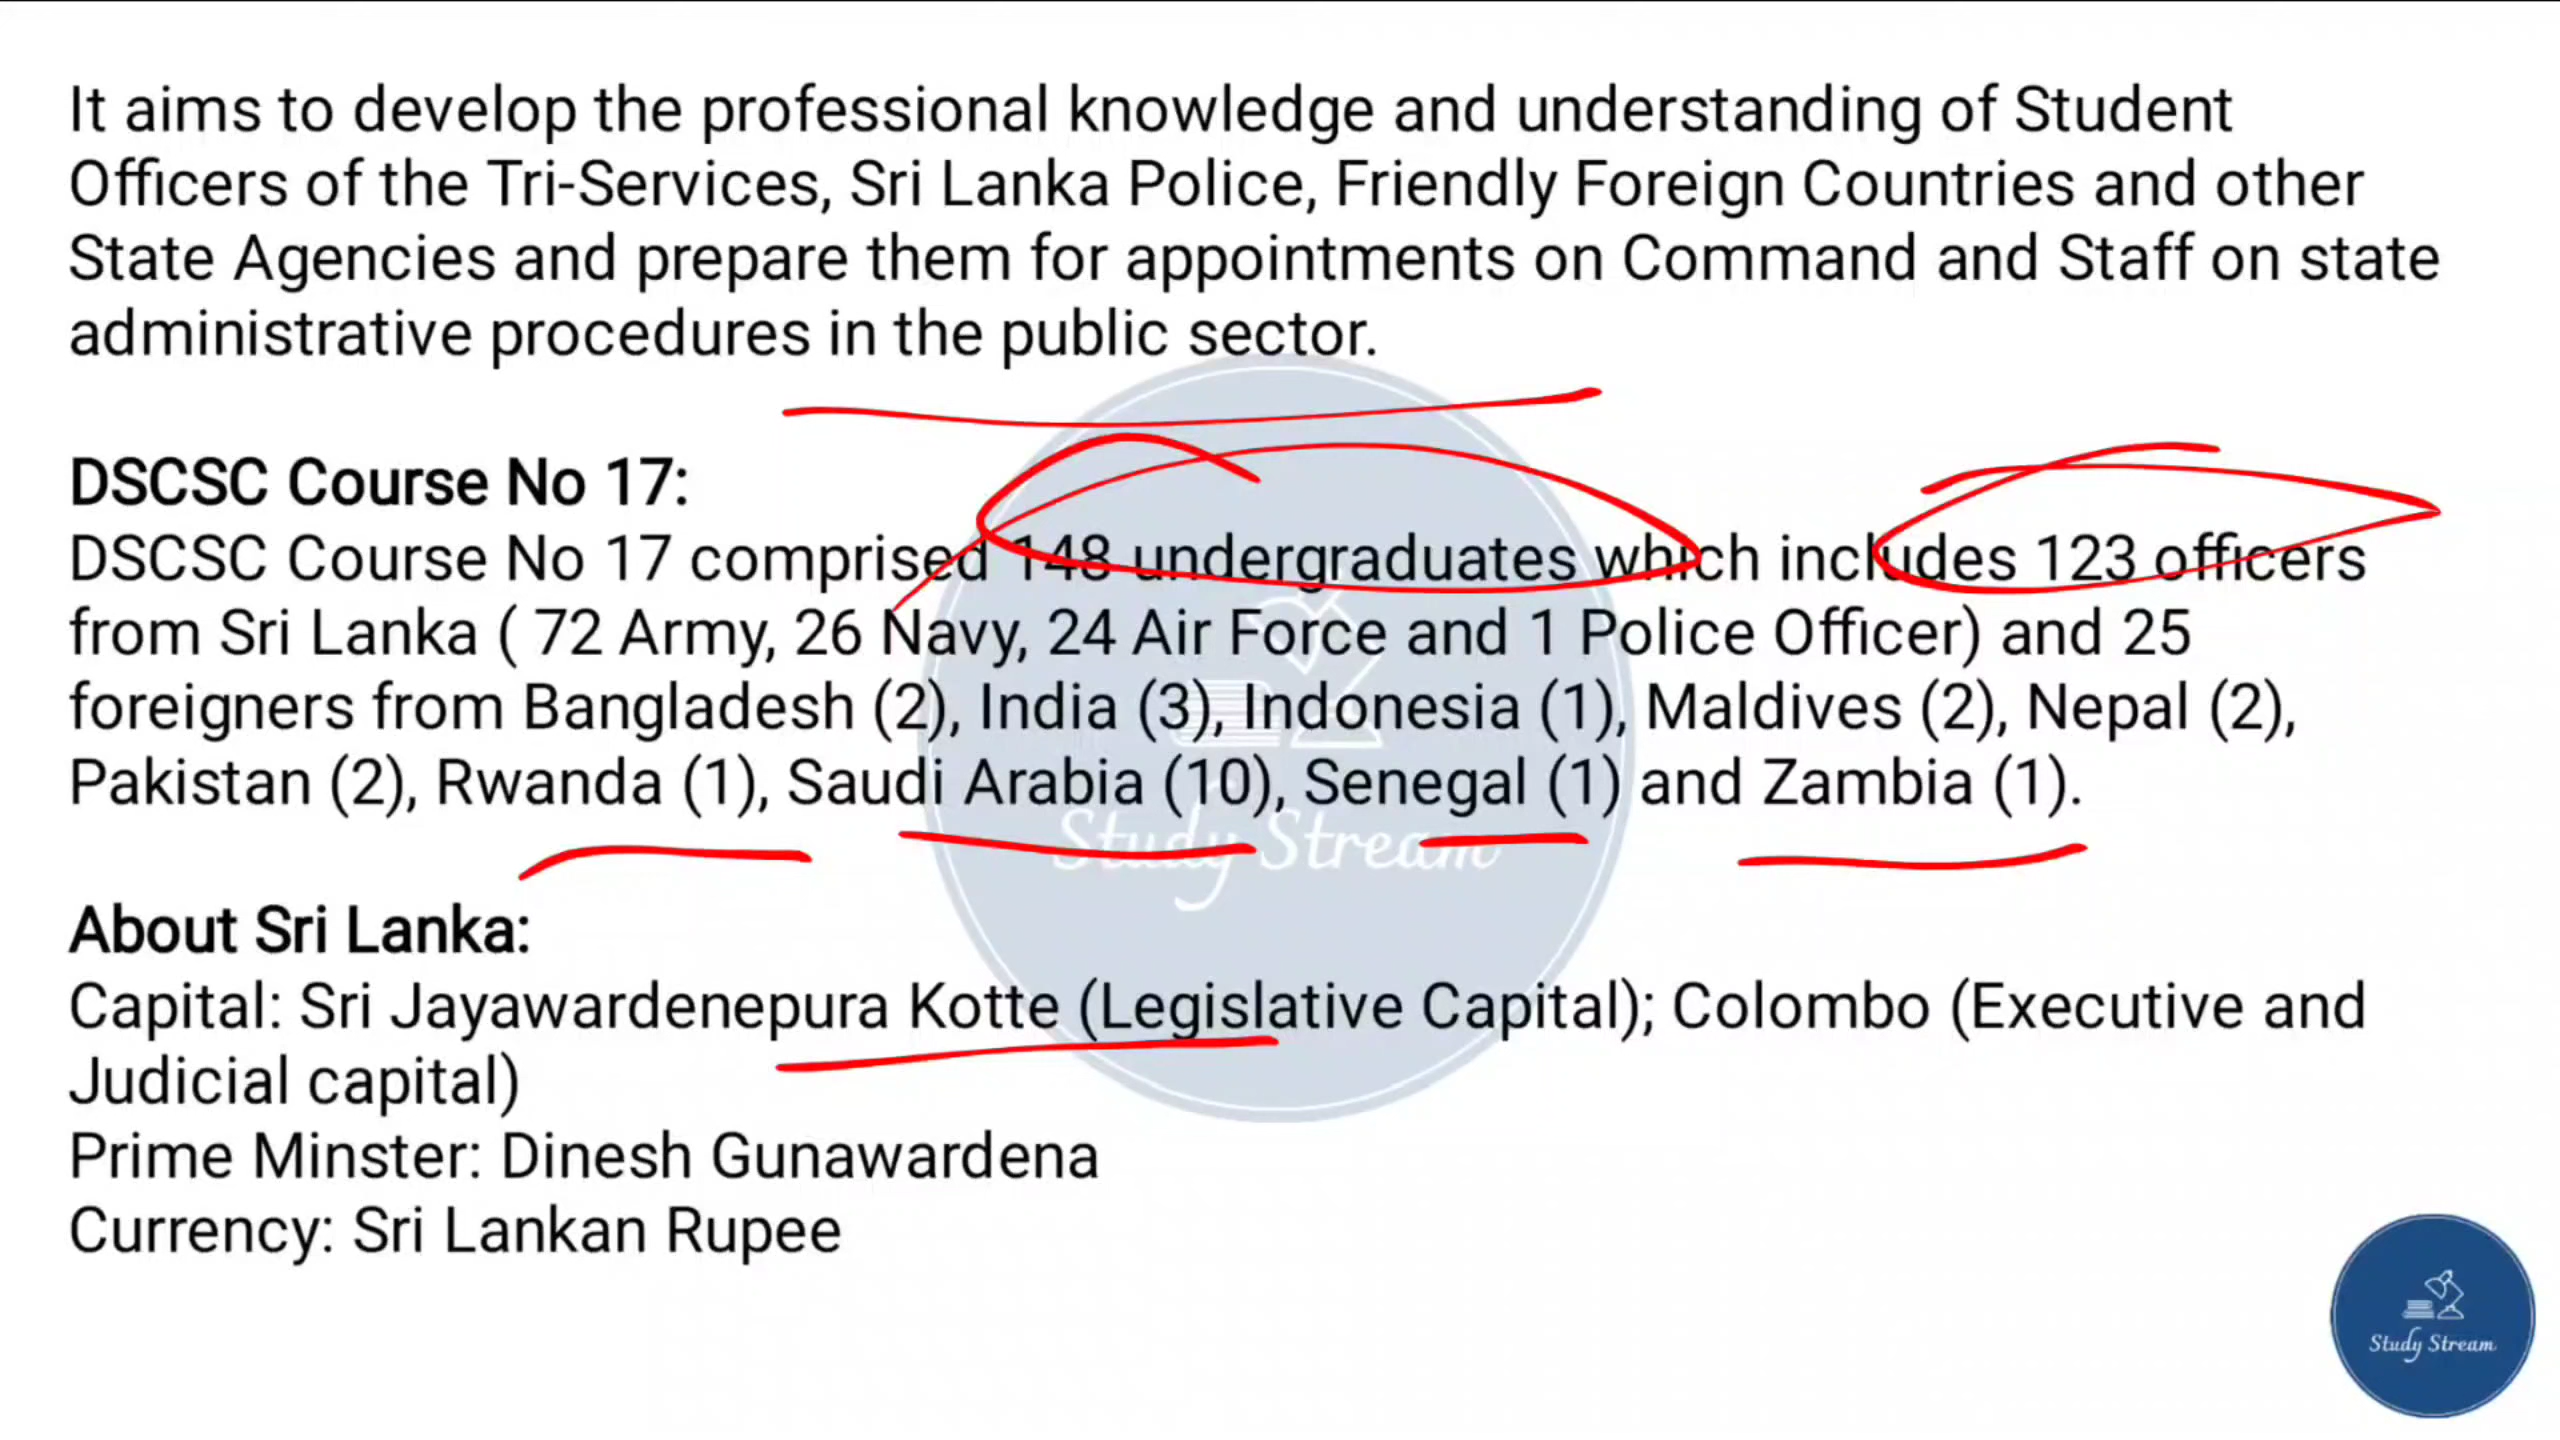 It aims to develop the professional knowledge and understanding of Student
Officers of the Tri-Services, Sri Lanka Police, Friendly Foreign Countries and other
State Agencies and prepare them for appointments on Command and Staff on state
administrative procedures in the public sector.
DSCSC Course No 17:
DSCSC Course No 17 comprised 148 undergraduates which includes 123 officers
from Sri Lanka ( 72 Army, 26 Navy, 24 Air Force and 1 Police Officer) and 25
foreigners from Bangladesh (2), India (3), Indonesia (1), Maldives (2), Nepal (2),
Pakistan (2), Rwanda (1), Saudi Arabia (10), Senegal (1) and Zambia (1).
Study Stream
About Sri Lanka:
Capital: Sri Jayawardenepura Kotte (Legislative Capital); Colombo (Executive and
Judicial capital)
Prime Minster: Dinesh Gunawardena
Currency: Sri Lankan Rupee
Study Stream